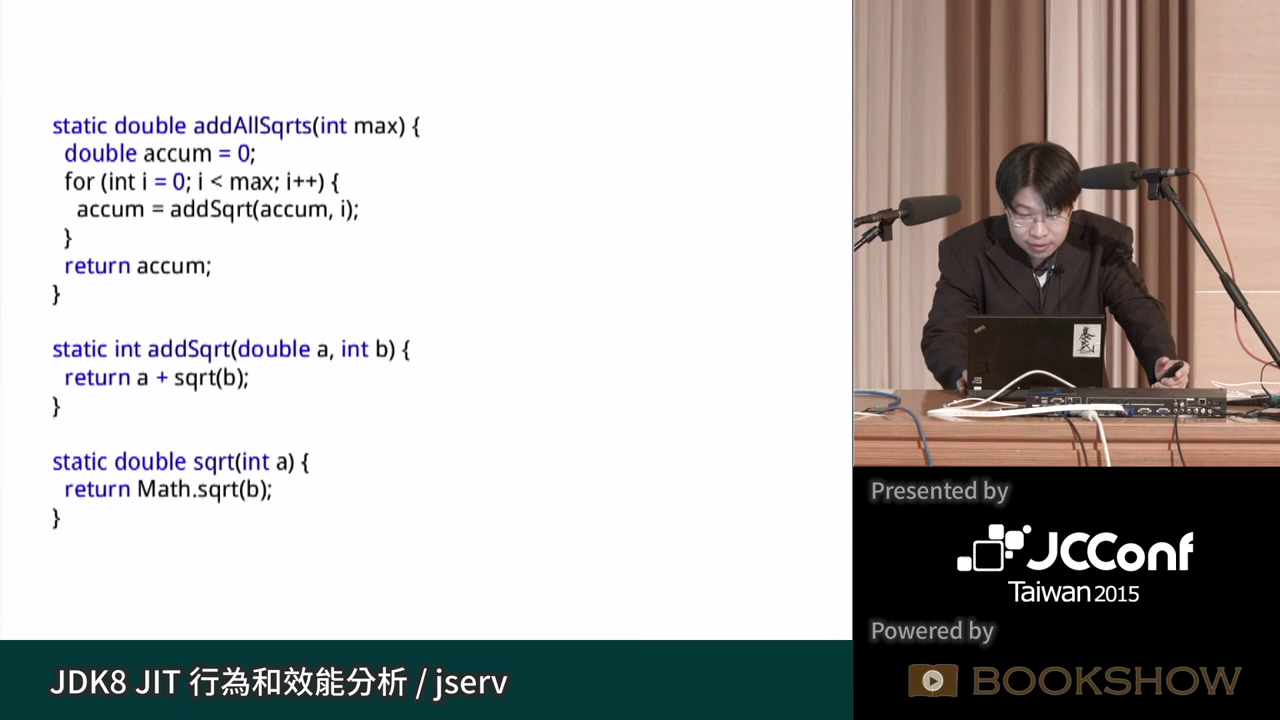 static double addAllSqrts(int max) {
double accum = 0;
for (int i = 0; i < max; i++) {
accum = addSqrt(accum, i);
}
return accum;
}
static int addSqrt(double a, int b) {
return a + sqrt(b);
}
static double sqrt(int a) {
return Math.sqrt(b);
}
Presented by
JCConf
Taiwan 2015
Powered by
BOOKSHOW
JDK8 JIT 行為和效能分析 / jserv